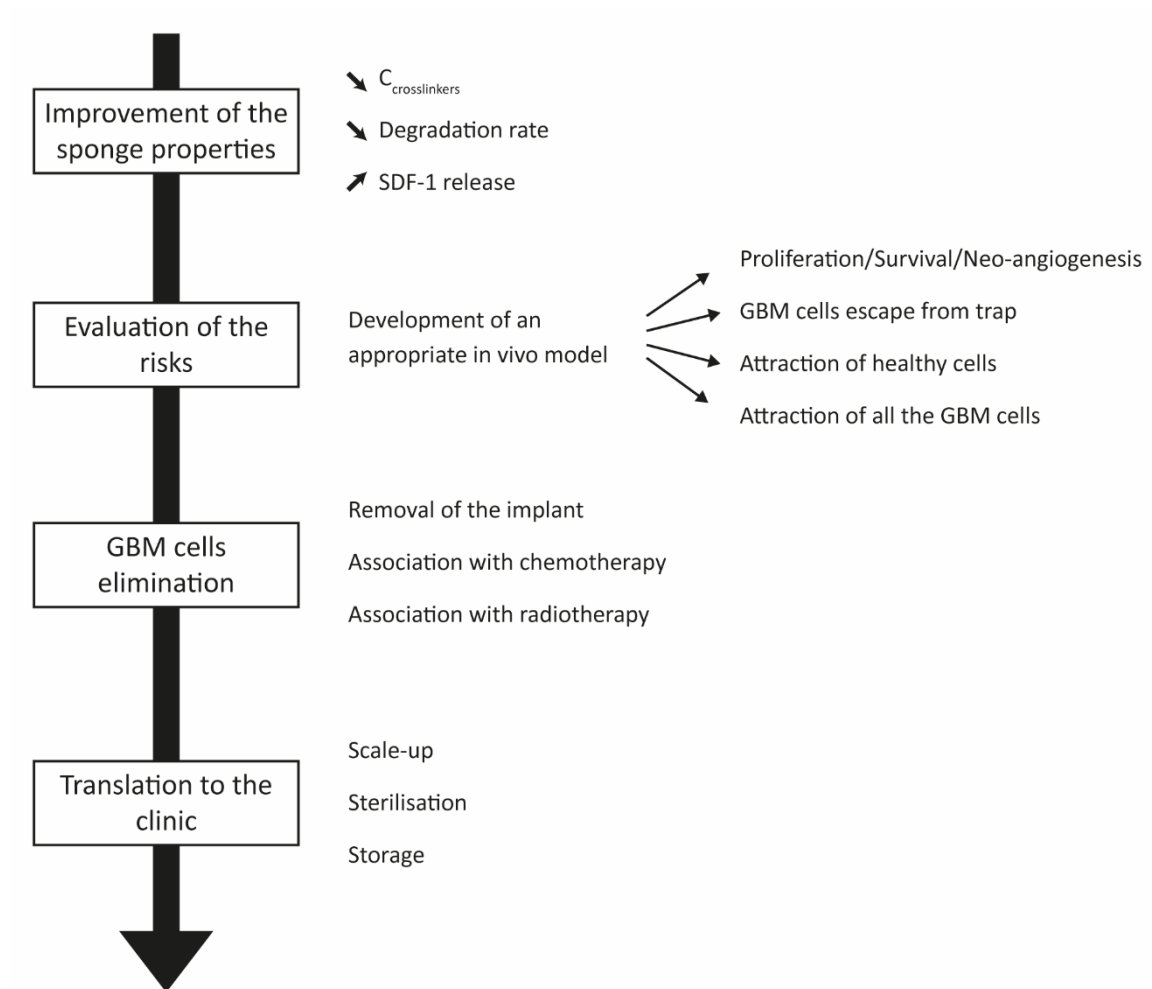 Improvement of the
sponge properties
C crosslinkers
Degradation rate
SDF-1 release
Evaluation of the
risks
Development of an
appropriate in vivo model
Proliferation/Survival/Neo-angiogenesis
GBM cells escape from trap
Attraction of healthy cells
Attraction of all the GBM cells
GBM cells
elimination
Removal of the implant
Association with chemotherapy
Association with radiotherapy
Translation to the
clinic
Scale-up
Sterilisation
Storage